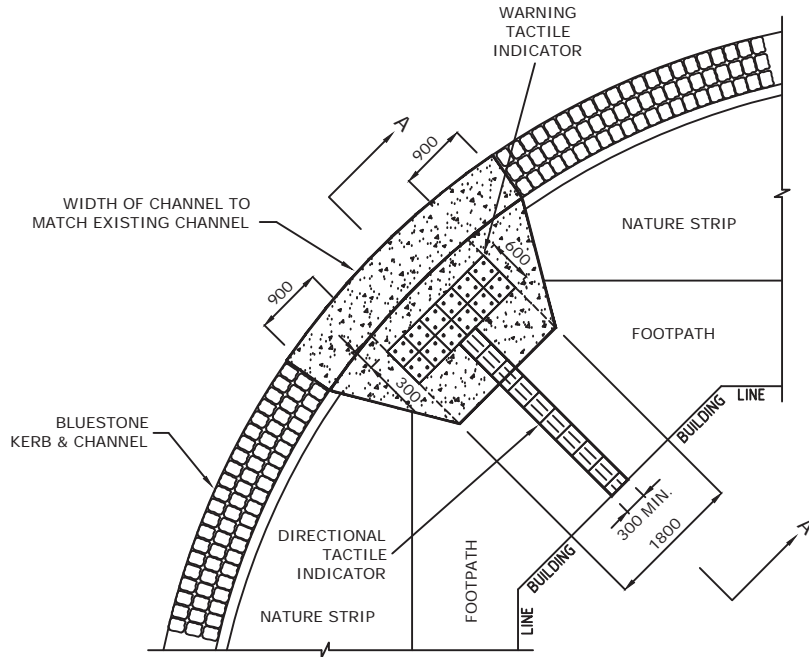 WARNING
TACTILE
INDICATOR
A
900
WIDTH OF CHANNEL TO
MATCH EXISTING CHANNEL
NATURE STRIP
600
900
FOOTPATH
300
BUILDING LINE
BLUESTONE
KERB & CHANNEL
300 MIN.
1800
A
DIRECTIONAL
TACTILE
INDICATOR
FOOTPATH
BUILDING
LINE
NATURE STRIP